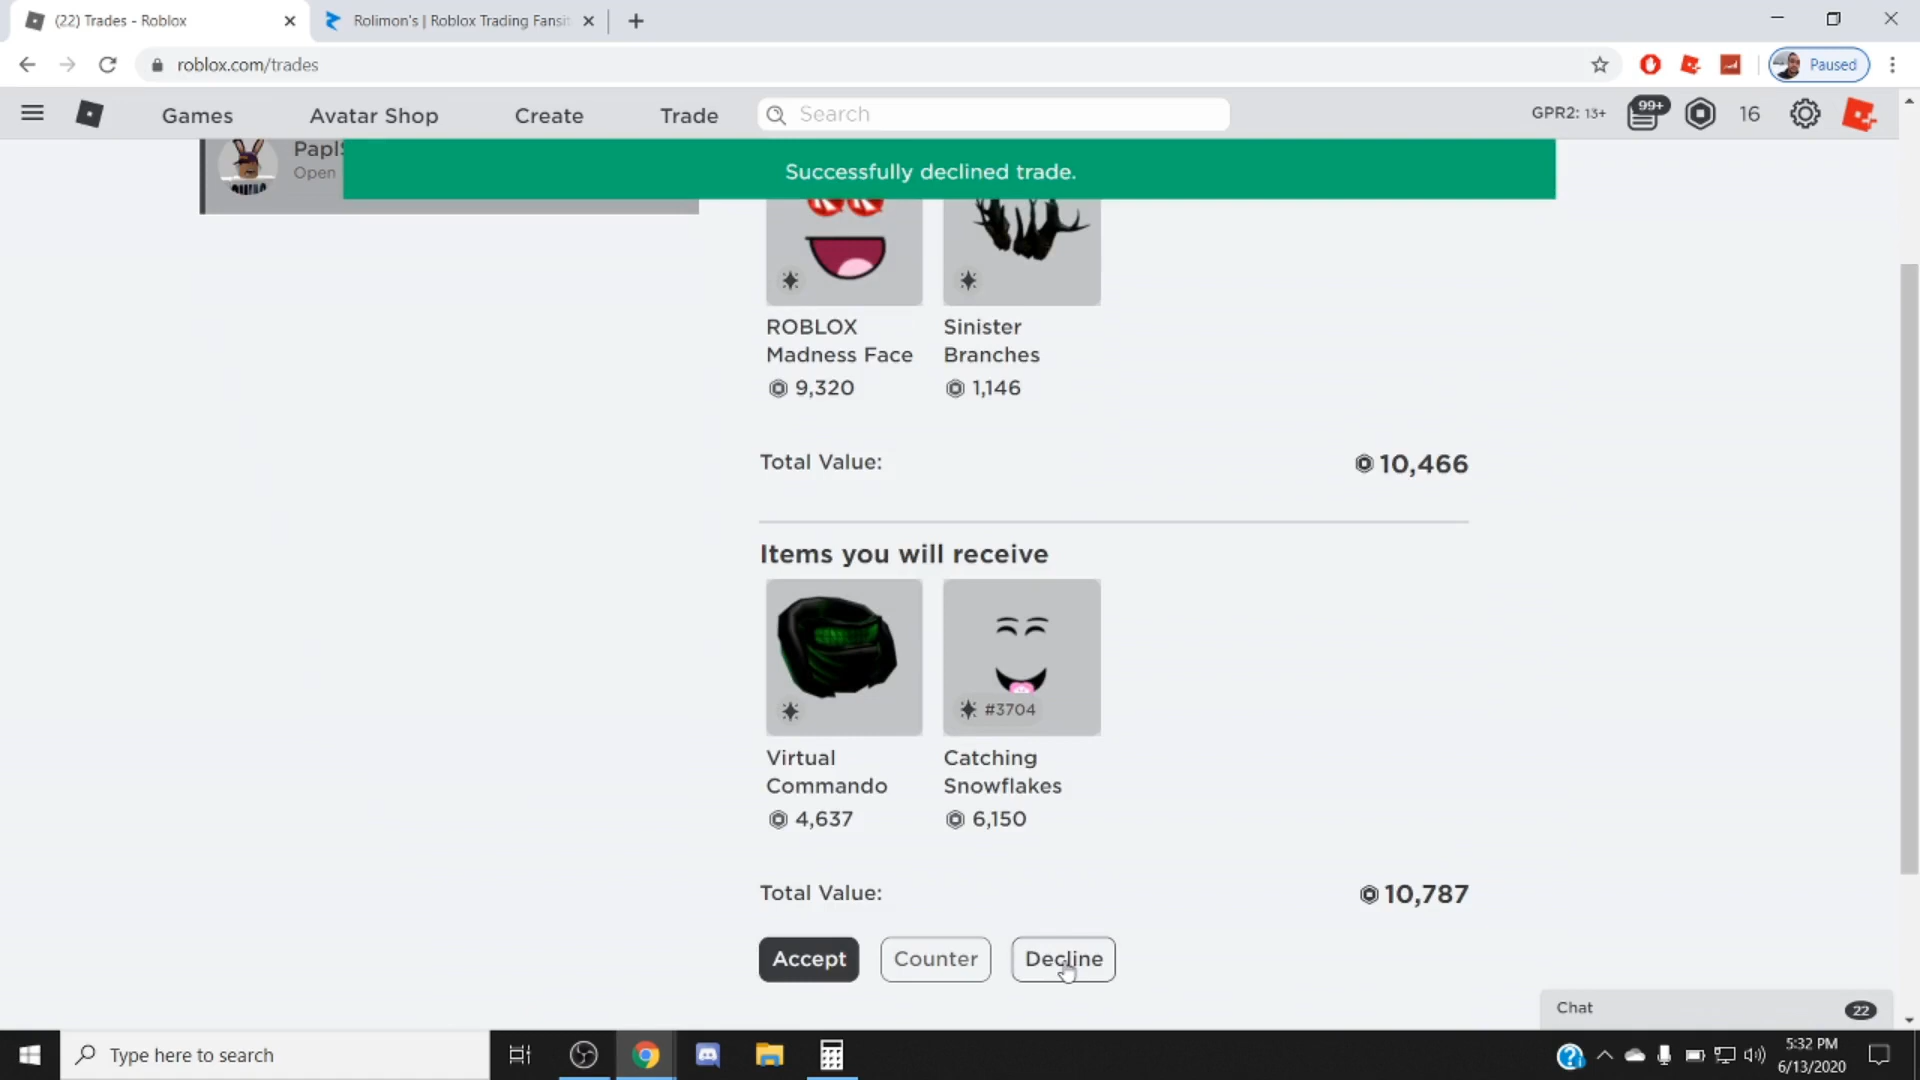 (22) Trades - Roblox
Rolimon's | Roblox Trading Fansit
roblox.com/trades
Paused
Games
Avatar Shop
Create
Trade
Search
GPR2: 13+
99+
16
Open
Successfully declined trade.
ROBLOX
Madness Face
9,320
Sinister
Branches
1,146
Total Value:
10,466
Items you will receive
#3704
Virtual
Commando
4,637
Catching
Snowflakes
6,150
Total Value:
10,787
Accept
Counter
Decline
Chat
22
Type here to search
5:32 PM
6/13/2020